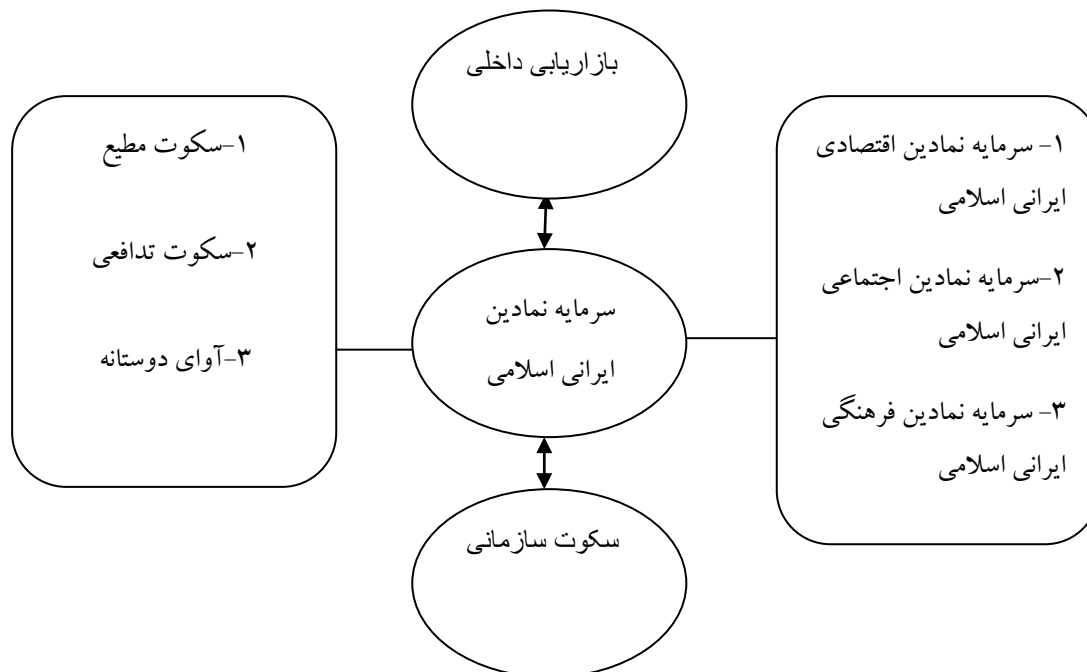 بازاریابی داخلی
۱- سرمایه نمادین اقتصادی
ایرانی اسلامی
۲-سرمایه نمادین اجتماعی
ایرانی اسلامی
۳- سرمایه نمادین فرهنگی
ایرانی اسلامی
سرمایه نمادین
ایرانی اسلامی
۱-سکوت مطیع
۲-سکوت تدافعی
۳-آوای دوستانه
سکوت سازمانی